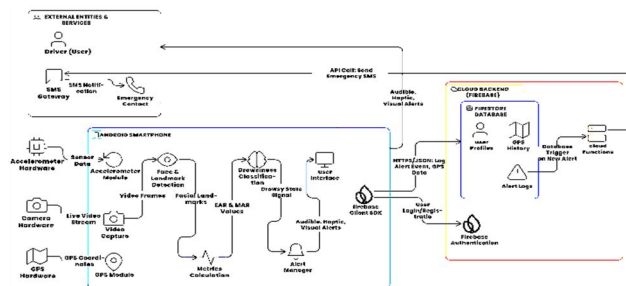 EXTERNAL ENTITIES &
SERVICES
Driver (User)
SMS
Gateway
SMS Notifi-
cation
Emergency
Contact
API Call: Send
Emergency SMS
Audible,
Haptic,
Visual Alerts
CLOUD BACKEND
(FIREBASE)
FIRESTORE
DATABASE
User
Profiles
GPS
History
Alert Logs
Database
Trigger
on New Alert
Cloud
Functions
ANDROID SMARTPHONE
Accelerometer
Hardware
Sensor
Data
Accelerometer
Module
Face &
Landmark
Detection
Drowsiness
Classifica-
tion
User
Interface
HTTPS/JSON: Log
Alert Event, GPS
Data
Video Frames
Facial Land-
marks
EAR & MAR
Values
Drowsy State
Signal
Firebase
Client SDK
User
Login/Regis-
tratio
Firebase
Authentication
Camera
Hardware
Live Video
Stream
Video
Capture
Audible, Haptic,
Visual Alerts
GPS
Hardware
GPS Coordi-
nates
GPS Module
Metrics
Calculation
Alert
Manager